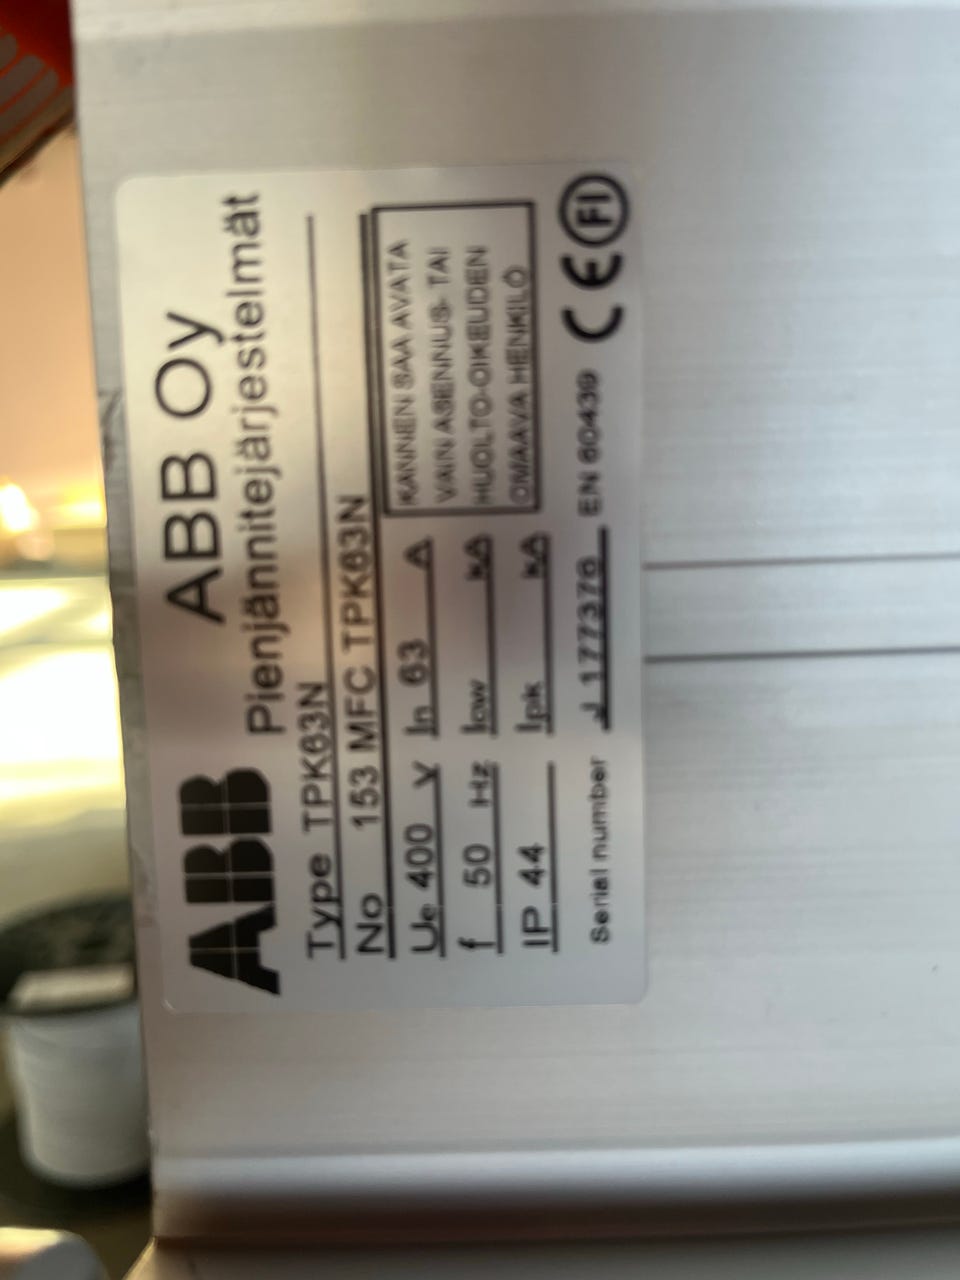 ABB
ABB Oy
Pienjännitejärjestelmät
Type TPK63N
No 153 MFC TPK63N
Ue 400 V In 63 A
f 50 Hz Icw kA
IP 44 Ipk kA
KANNEN SAA AVATA
VAIN ASENNUS- TAI
HUOLTO-OIKEUDEN
OMAAVA HENKILÖ
Serial number J 177376 EN 60439 CE FI